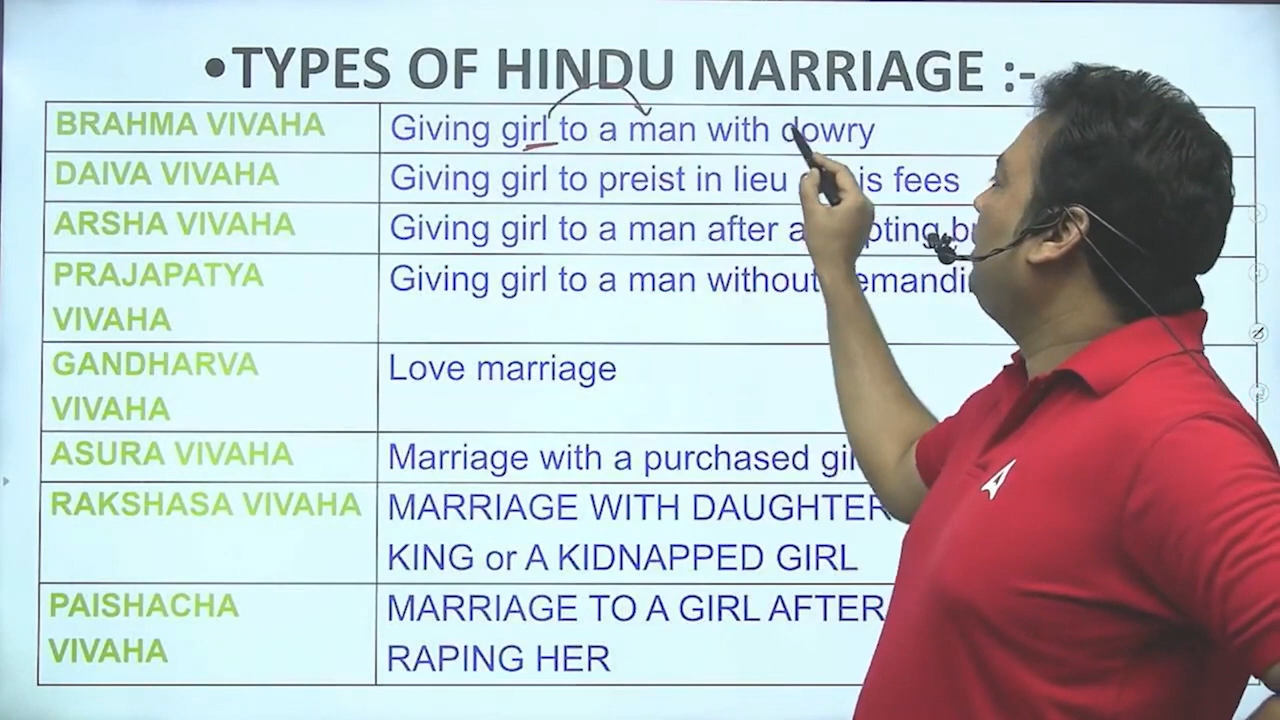 •TYPES OF HINDU MARRIAGE :-
BRAHMA VIVAHA
Giving girl to a man with dowry
DAIVA VIVAHA
Giving girl to preist in lieu is fees
ARSHA VIVAHA
Giving girl to a man after
PRAJAPATYA
VIVAHA
Giving girl to a man without
GANDHARVA
VIVAHA
Love marriage
ASURA VIVAHA
Marriage with a purchased
RAKSHASA VIVAHA
MARRIAGE WITH DAUGHTER
KING or A KIDNAPPED GIRL
PAISHACHA
VIVAHA
MARRIAGE TO A GIRL AFTER
RAPING HER